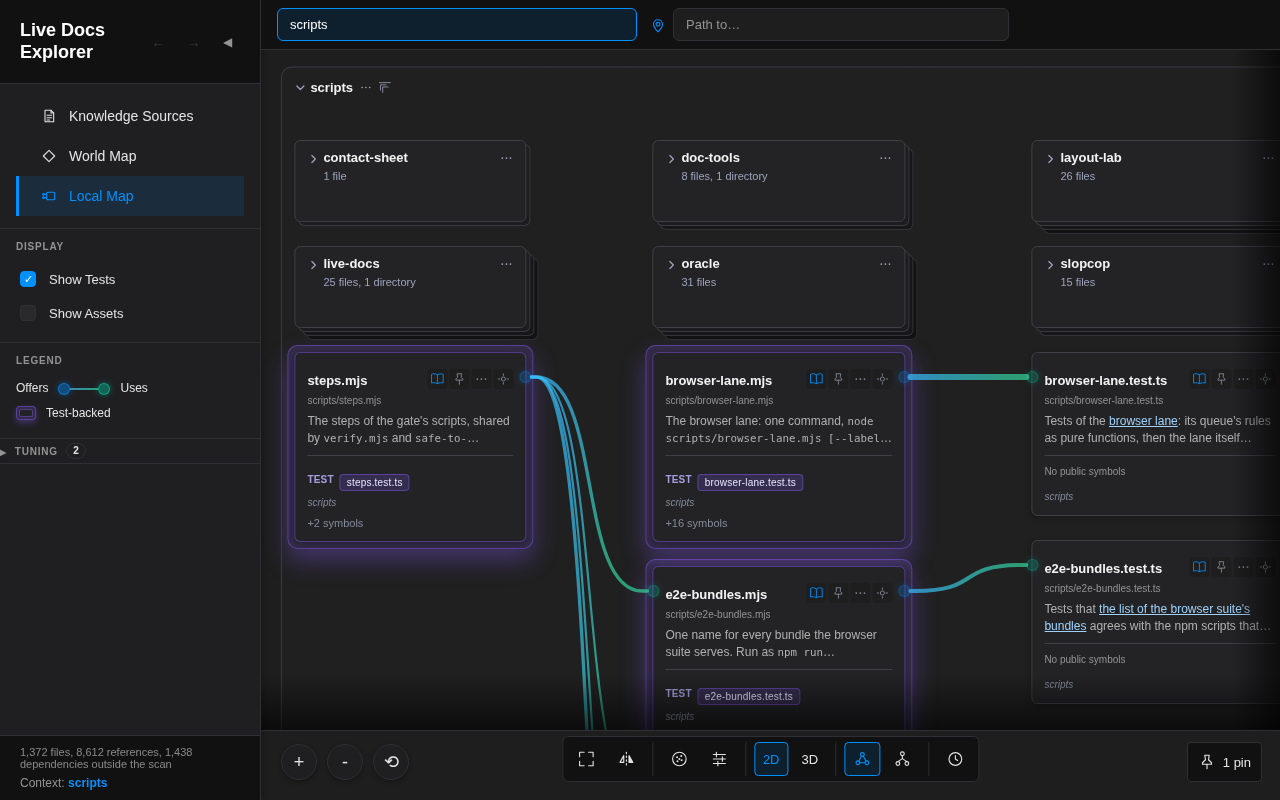 Live Docs
Explorer
Knowledge Sources
World Map
Local Map
DISPLAY
Show Tests
Show Assets
LEGEND
Offers
Uses
Test-backed
TUNING 2
1,372 files, 8,612 references, 1,438
dependencies outside the scan
Context: scripts
scripts
Path to…
scripts
contact-sheet
1 file
doc-tools
8 files, 1 directory
layout-lab
26 files
live-docs
25 files, 1 directory
oracle
31 files
slopcop
15 files
steps.mjs
scripts/steps.mjs
The steps of the gate's scripts, shared
by verify.mjs and safe-to-…
TEST steps.test.ts
scripts
+2 symbols
browser-lane.mjs
scripts/browser-lane.mjs
The browser lane: one command, node
scripts/browser-lane.mjs [--label…
TEST browser-lane.test.ts
scripts
+16 symbols
browser-lane.test.ts
scripts/browser-lane.test.ts
Tests of the browser lane: its queue's rules
as pure functions, then the lane itself…
No public symbols
scripts
e2e-bundles.mjs
scripts/e2e-bundles.mjs
One name for every bundle the browser
suite serves. Run as npm run…
TEST e2e-bundles.test.ts
scripts
e2e-bundles.test.ts
scripts/e2e-bundles.test.ts
Tests that the list of the browser suite's
bundles agrees with the npm scripts that…
No public symbols
scripts
+
-
2D
3D
1 pin